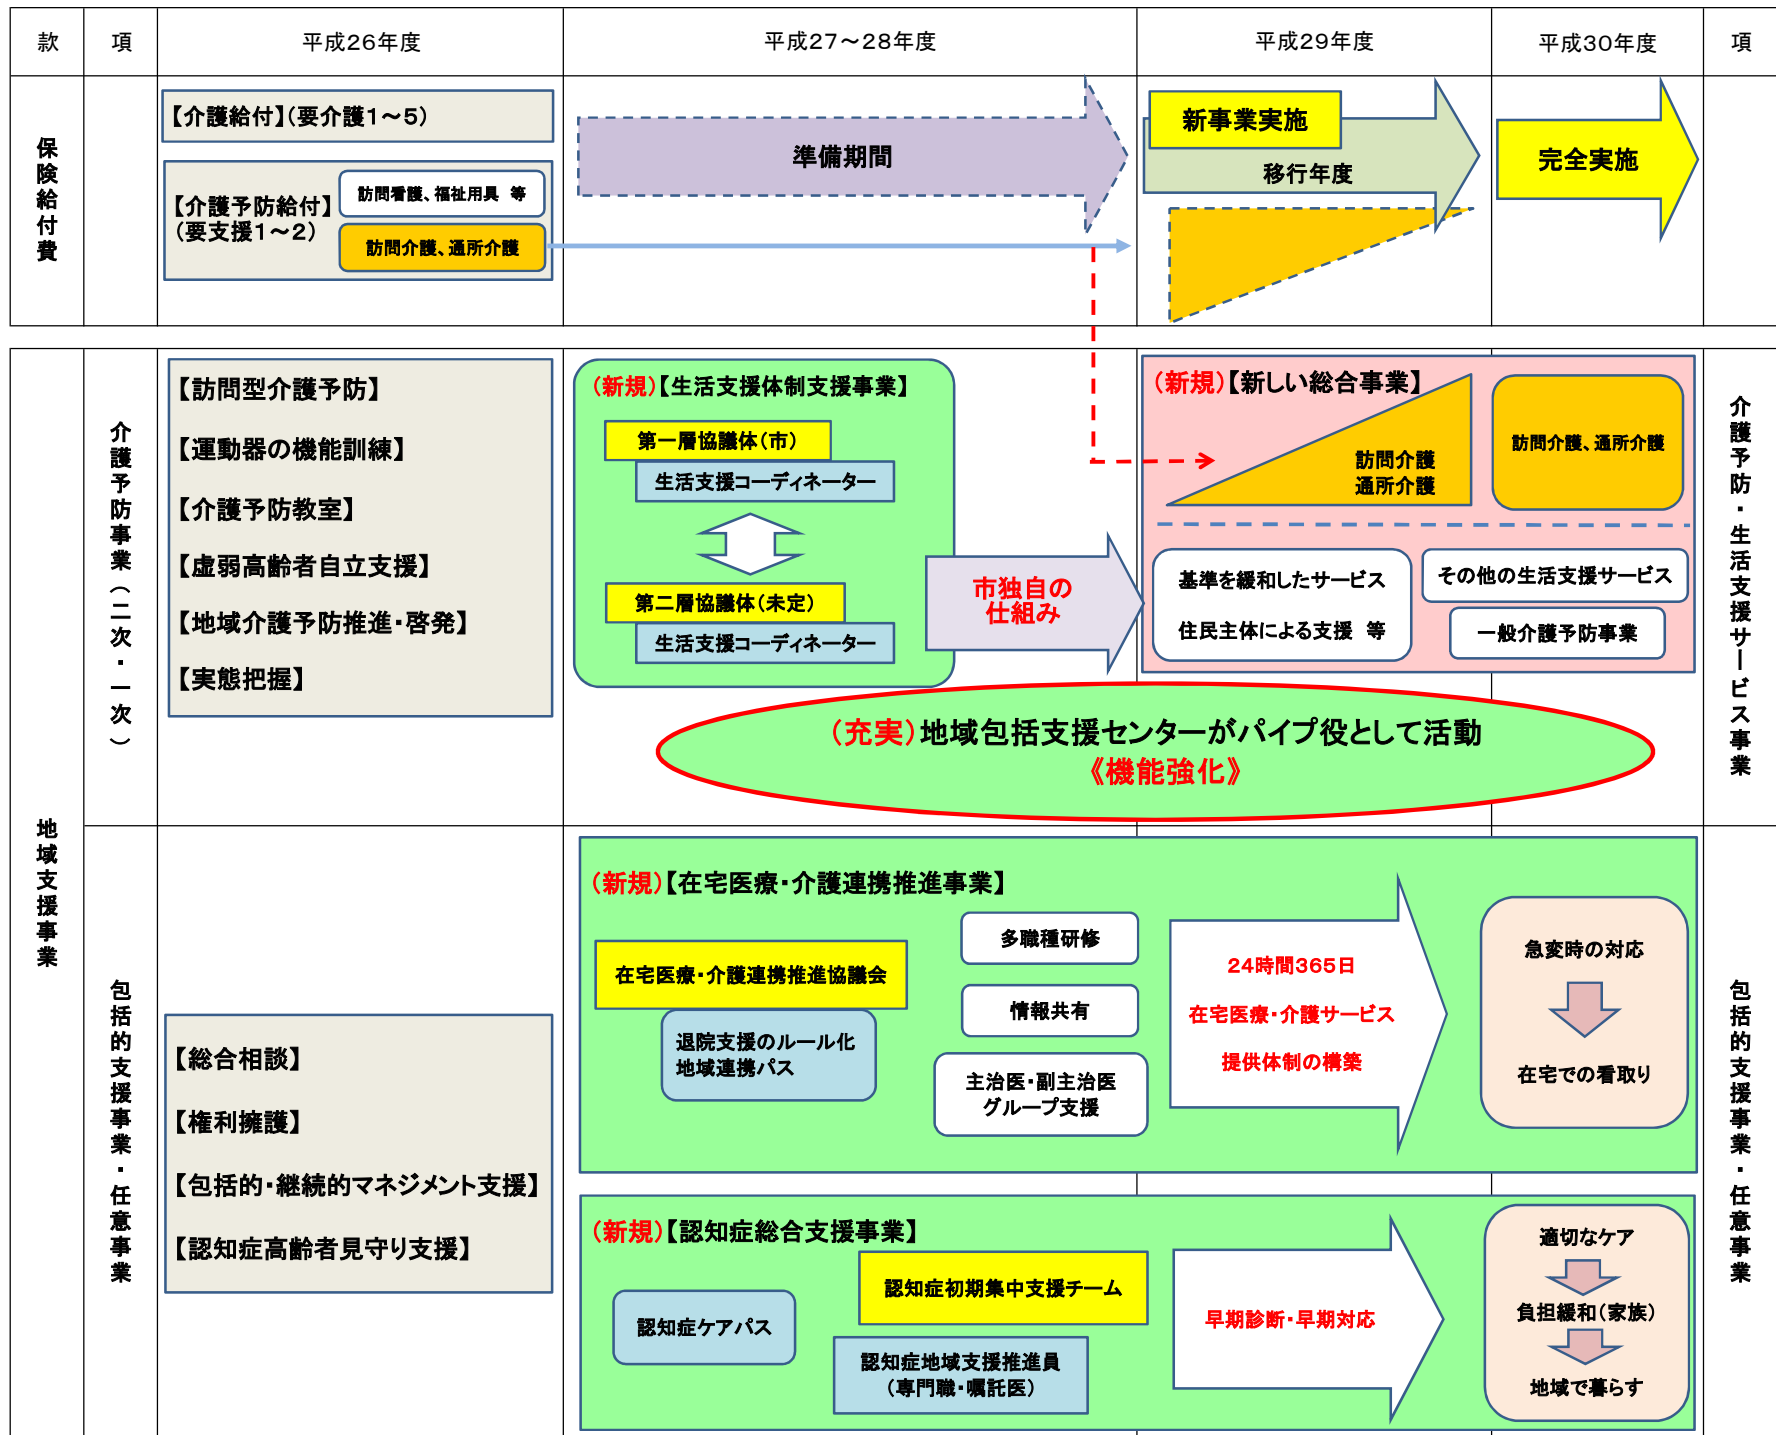 款
項
平成26年度
平成27～28年度
平成29年度
平成30年度
項
保険給付費
【介護給付】(要介護1～5)
【介護予防給付】
(要支援1～2)
訪問看護、福祉用具　等
訪問介護、通所介護
準備期間
新事業実施
移行年度
完全実施
地域支援事業
介護予防事業(二次・一次)
【訪問型介護予防】
【運動器の機能訓練】
【介護予防教室】
【虚弱高齢者自立支援】
【地域介護予防推進・啓発】
【実態把握】
(新規)【生活支援体制支援事業】
第一層協議体(市)
生活支援コーディネーター
第二層協議体(未定)
生活支援コーディネーター
市独自の
仕組み
(新規)【新しい総合事業】
訪問介護
通所介護
訪問介護、通所介護
基準を緩和したサービス
住民主体による支援　等
その他の生活支援サービス
一般介護予防事業
介護予防・生活支援サービス事業
(充実)地域包括支援センターがパイプ役として活動
《機能強化》
包括的支援事業・任意事業
【総合相談】
【権利擁護】
【包括的・継続的マネジメント支援】
【認知症高齢者見守り支援】
(新規)【在宅医療・介護連携推進事業】
在宅医療・介護連携推進協議会
退院支援のルール化
地域連携パス
多職種研修
情報共有
主治医・副主治医
グループ支援
24時間365日
在宅医療・介護サービス
提供体制の構築
急変時の対応
在宅での看取り
(新規)【認知症総合支援事業】
認知症ケアパス
認知症初期集中支援チーム
認知症地域支援推進員
(専門職・嘱託医)
早期診断・早期対応
適切なケア
負担緩和(家族)
地域で暮らす
包括的支援事業・任意事業